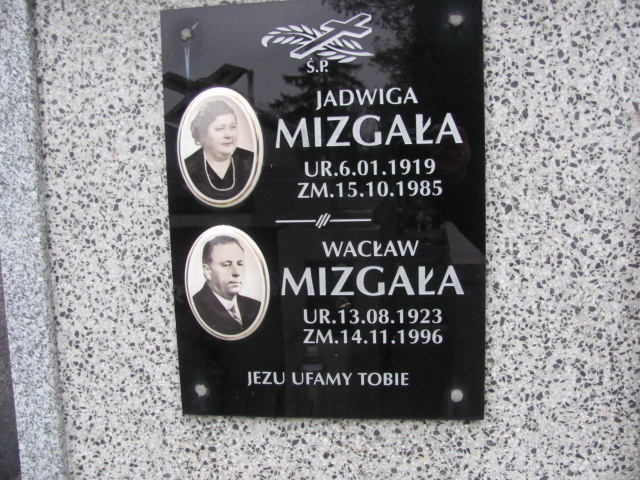 Ś.P.
JADWIGA
MIZGAŁA
UR.6.01.1919
ZM.15.10.1985
WACŁAW
MIZGAŁA
UR.13.08.1923
ZM.14.11.1996
JEZU UFAMY TOBIE